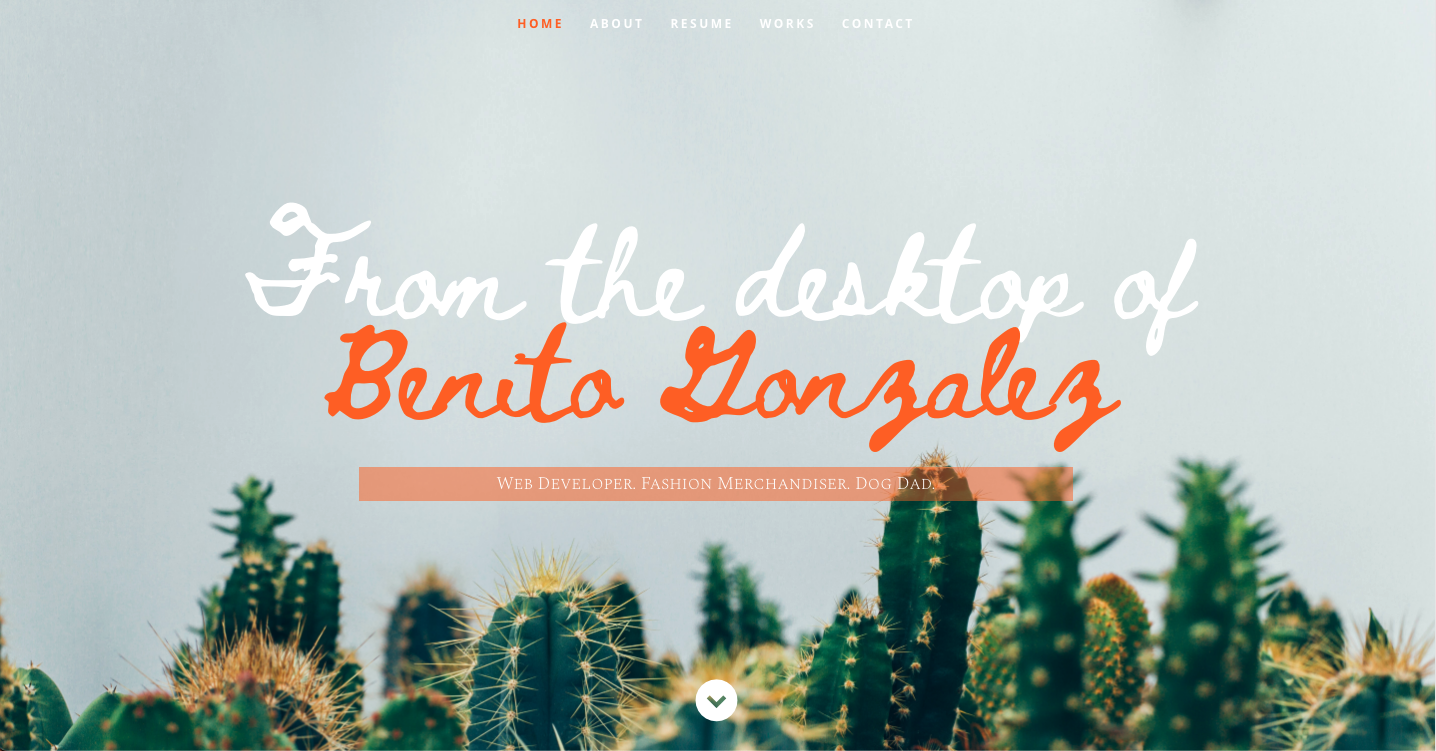 HOME ABOUT RESUME WORKS CONTACT
From the desktop of
Benito Gonzalez
Web Developer. Fashion Merchandiser. Dog Dad.